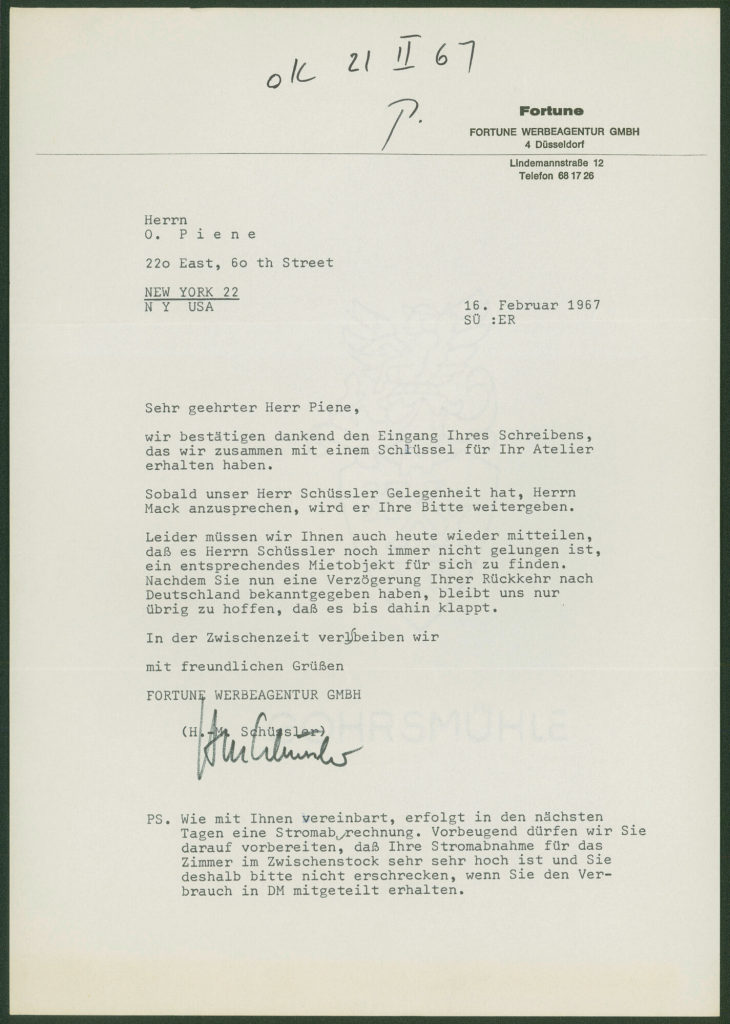 ok 21 II 67
P.
Fortune
FORTUNE WERBEAGENTUR GMBH
4 Düsseldorf
Lindemannstraße 12
Telefon 68 17 26
Herrn
O. P i e n e
22o East, 6o th Street
NEW YORK 22
N Y USA
16. Februar 1967
SÜ :ER
Sehr geehrter Herr Piene,
wir bestätigen dankend den Eingang Ihres Schreibens,
das wir zusammen mit einem Schlüssel für Ihr Atelier
erhalten haben.
Sobald unser Herr Schüssler Gelegenheit hat, Herrn
Mack anzusprechen, wird er Ihre Bitte weitergeben.
Leider müssen wir Ihnen auch heute wieder mitteilen,
daß es Herrn Schüssler noch immer nicht gelungen ist,
ein entsprechendes Mietobjekt für sich zu finden.
Nachdem Sie nun eine Verzögerung Ihrer Rückkehr nach
Deutschland bekanntgegeben haben, bleibt uns nur
übrig zu hoffen, daß es bis dahin klappt.
In der Zwischenzeit verlbeiben wir
mit freundlichen Grüßen
FORTUNE WERBEAGENTUR GMBH
(H.-M. Schüssler)
GOHRSMÜHLE
PS. Wie mit Ihnen vereinbart, erfolgt in den nächsten
Tagen eine Stromab rechnung. Vorbeugend dürfen wir Sie
darauf vorbereiten, daß Ihre Stromabnahme für das
Zimmer im Zwischenstock sehr sehr hoch ist und Sie
deshalb bitte nicht erschrecken, wenn Sie den Ver-
brauch in DM mitgeteilt erhalten.